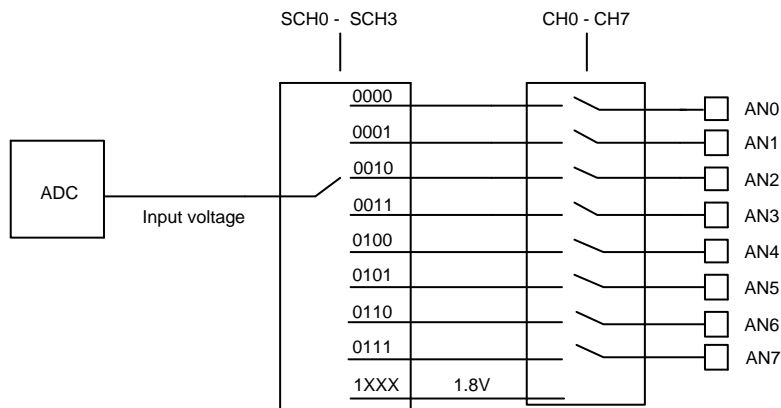 SCH0 - SCH3 CH0 - CH7
0000 AN0
0001 AN1
0010 AN2
ADC
Input voltage
0011 AN3
0100 AN4
0101 AN5
0110 AN6
0111 AN7
1XXX 1.8V